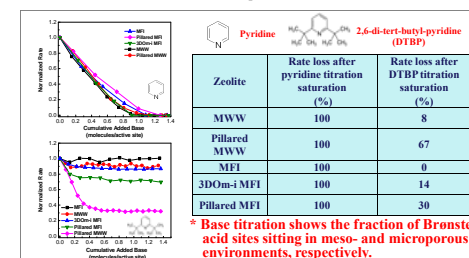 Pyridine
2,6-di-tert-butyl-pyridine
(DTBP)
MFI
Pillared MFI
3DOm-i MFI
MWW
Pillared MWW
Normalized Rate
1.2
1.0
0.8
0.6
0.4
0.2
0.0
0.0 0.2 0.4 0.6 0.8 1.0 1.2 1.4
Cumulative Added Base
(molecules/active site)
Normalized Rate
1.2
1.0
0.8
0.6
0.4
0.2
0.0
MFI
MWW
3DOm-i MFI
Pillared MFI
Pillared MWW
0.0 0.2 0.4 0.6 0.8 1.0 1.2 1.4
Cumulative Added Base
(molecules/active site)
Zeolite
Rate loss after
pyridine titration
saturation
(%)
Rate loss after
DTBP titration
saturation
(%)
MWW 100 8
Pillared
MWW 100 67
MFI 100 0
3DOm-i MFI 100 14
Pillared MFI 100 30
* Base titration shows the fraction of Brønste
acid sites sitting in meso- and microporous
environments, respectively.